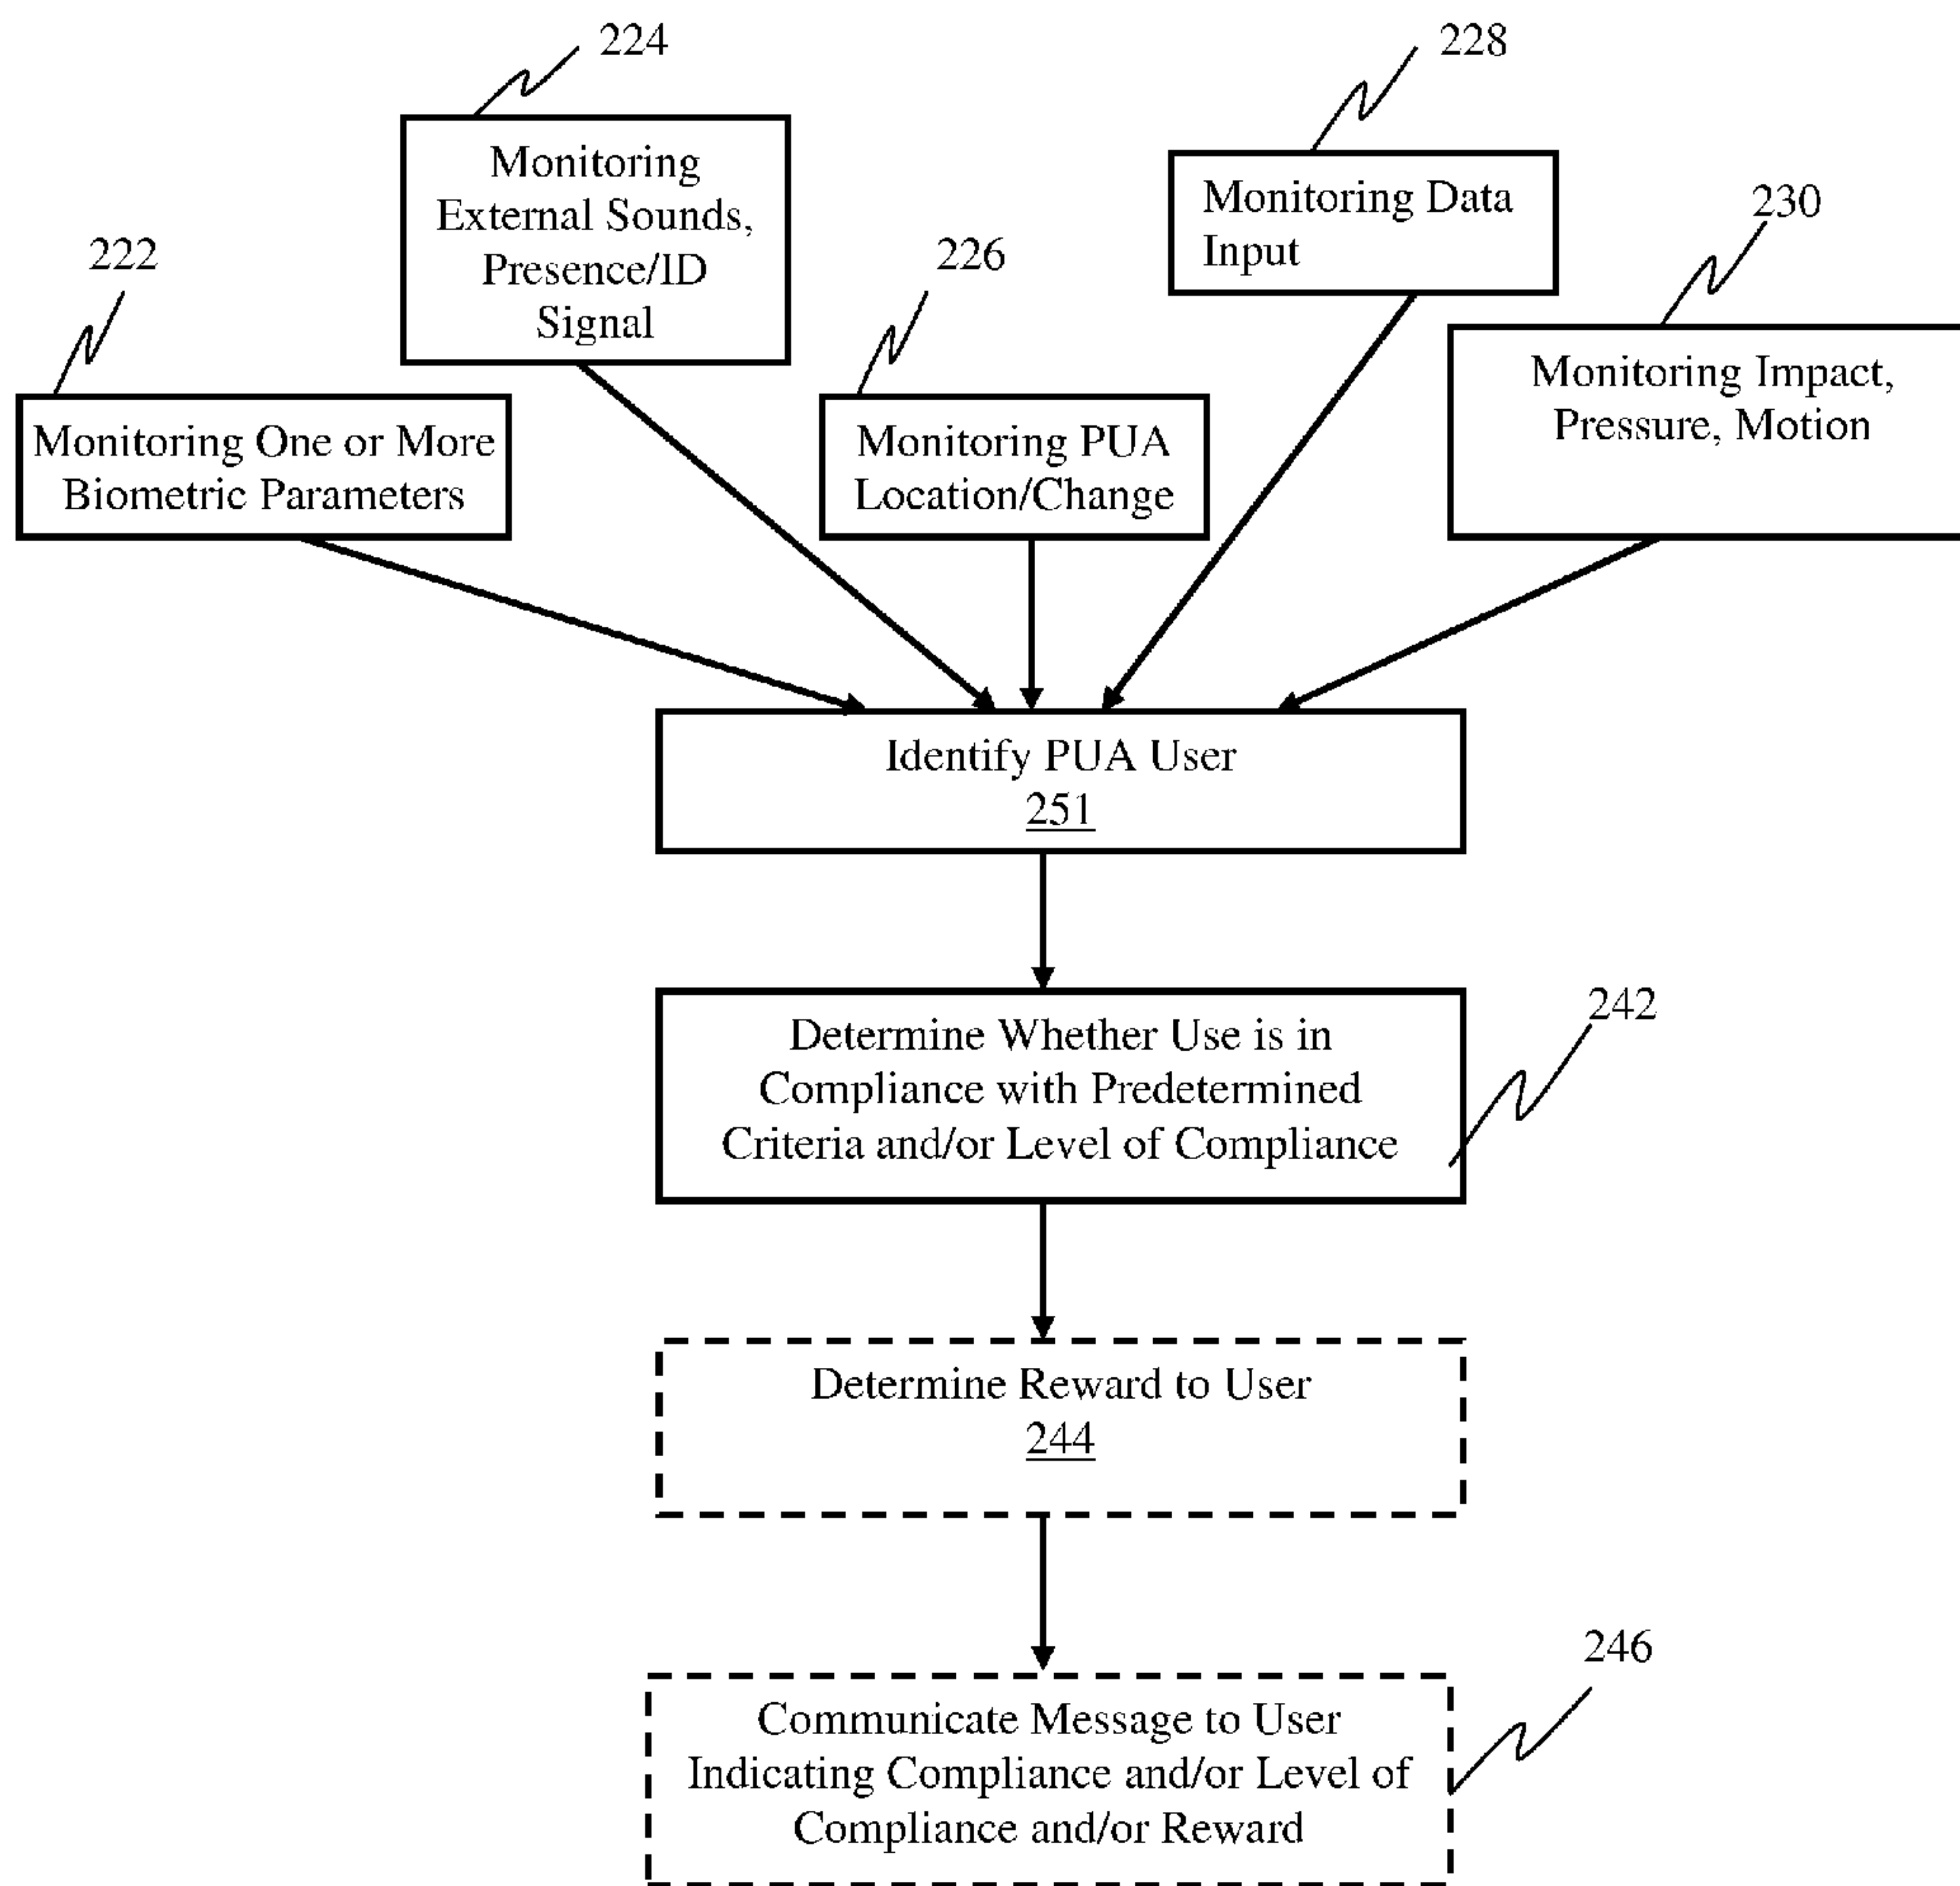 224
228
Monitoring
External Sounds,
Presence/ID
Signal
Monitoring Data
Input
230
222
226
Monitoring Impact,
Pressure, Motion
Monitoring One or More
Biometric Parameters
Monitoring PUA
Location/Change
Identify PUA User
251
242
Determine Whether Use is in
Compliance with Predetermined
Criteria and/or Level of Compliance
Determine Reward to User
244
246
Communicate Message to User
Indicating Compliance and/or Level of
Compliance and/or Reward